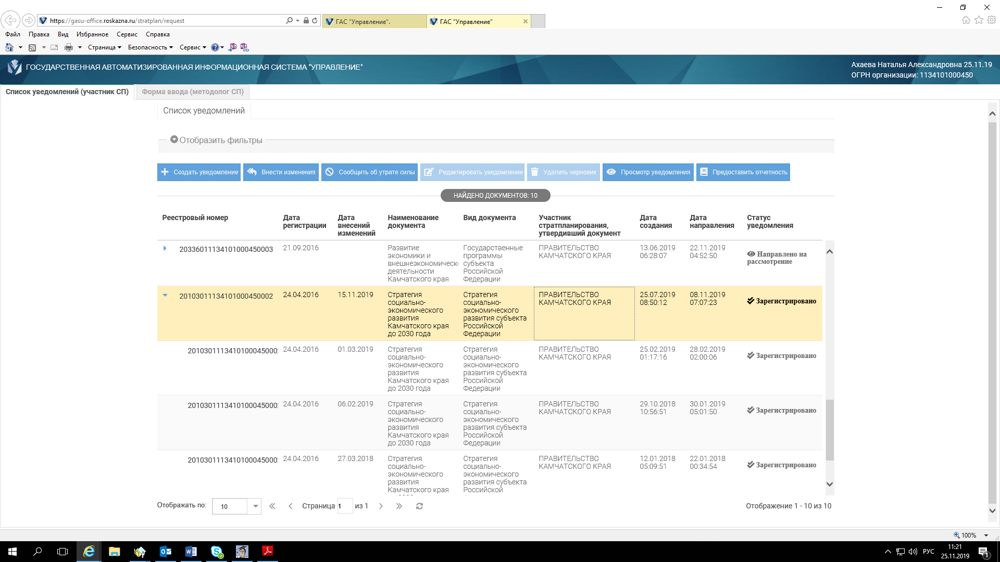 https://gasu-office.roskazna.ru/stratplan/request
ГАС "Управление".
ГАС "Управление"
Файл Правка Вид Избранное Сервис Справка
Страница Безопасность Сервис
ГОСУДАРСТВЕННАЯ АВТОМАТИЗИРОВАННАЯ ИНФОРМАЦИОННАЯ СИСТЕМА "УПРАВЛЕНИЕ"
Ахаева Наталья Александровна 25.11.19
ОГРН организации: 1134101000450
Список уведомлений (участник СП)
Форма ввода (методолог СП)
Список уведомлений
Отобразить фильтры
Создать уведомление
Внести изменения
Сообщить об утрате силы
Редактировать уведомление
Удалить черновик
Просмотр уведомления
Предоставить отчетность
НАЙДЕНО ДОКУМЕНТОВ: 10
Реестровый номер
Дата
регистрации
Дата
внесений
изменений
Наименование
документа
Вид документа
Участник
стратпланирования,
утвердивший документ
Дата
создания
Дата
направления
Статус
уведомления
20336011134101000450003
21.09.2016
Развитие
экономики и
внешнеэкономическ
деятельности
Камчатского края
Государственные
программы
субъекта
Российской
Федерации
ПРАВИТЕЛЬСТВО
КАМЧАТСКОГО КРАЯ
13.06.2019
06:28:07
22.11.2019
04:52:50
Направлено на
рассмотрение
20103011134101000450002
24.04.2016
15.11.2019
Стратегия
социально-
экономического
развития
Камчатского края
до 2030 года
Стратегия
социально-
экономического
развития субъекта
Российской
Федерации
ПРАВИТЕЛЬСТВО
КАМЧАТСКОГО КРАЯ
25.07.2019
08:50:12
08.11.2019
07:07:23
Зарегистрировано
2010301113410100045000
24.04.2016
01.03.2019
Стратегия
социально-
экономического
развития
Камчатского края
до 2030 года
Стратегия
социально-
экономического
развития субъекта
Российской
Федерации
ПРАВИТЕЛЬСТВО
КАМЧАТСКОГО КРАЯ
25.02.2019
01:17:16
28.02.2019
02:00:06
Зарегистрировано
2010301113410100045000
24.04.2016
06.02.2019
Стратегия
социально-
экономического
развития
Камчатского края
до 2030 года
Стратегия
социально-
экономического
развития субъекта
Российской
Федерации
ПРАВИТЕЛЬСТВО
КАМЧАТСКОГО КРАЯ
29.10.2018
10:56:51
30.01.2019
05:01:50
Зарегистрировано
2010301113410100045000
24.04.2016
27.03.2018
Стратегия
социально-
экономического
развития
Камчатского края
Стратегия
социально-
экономического
развития субъекта
Российской
ПРАВИТЕЛЬСТВО
КАМЧАТСКОГО КРАЯ
12.01.2018
05:09:51
22.01.2018
00:34:54
Зарегистрировано
Отображать по: 10 Страница 1 из 1
Отображение 1 - 10 из 10
100%
РУС
11:21
25.11.2019
1